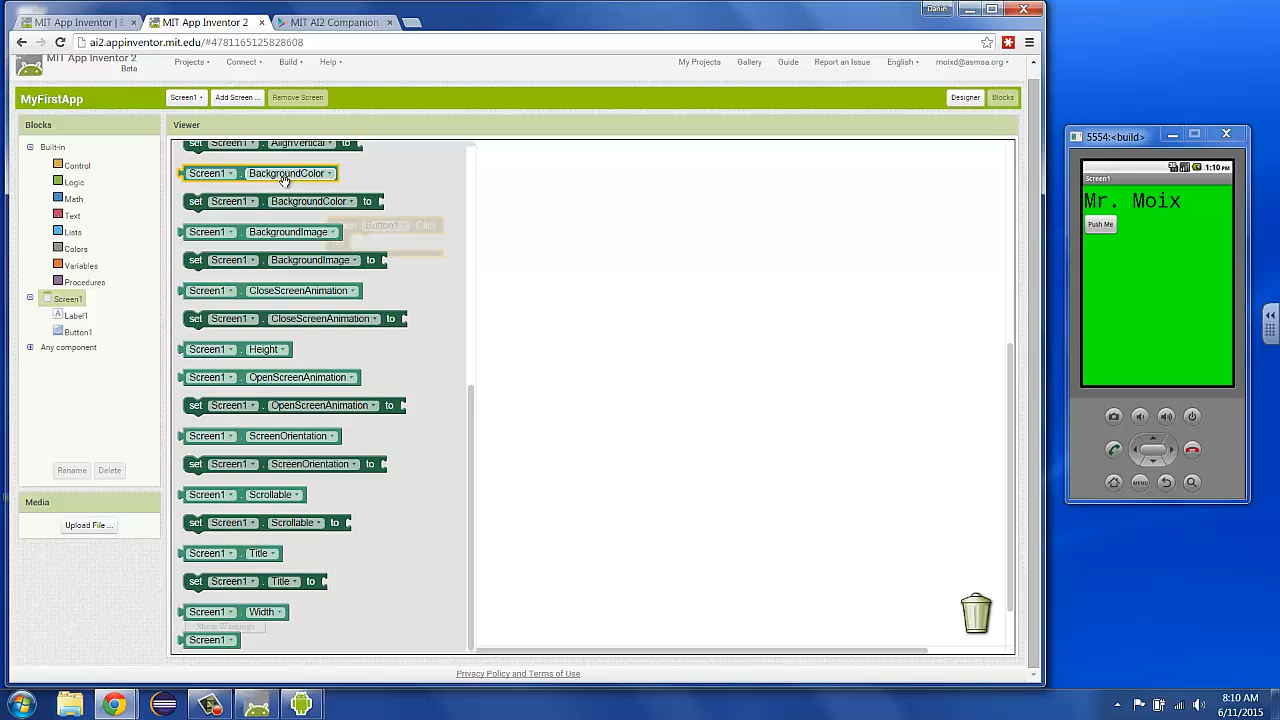 MIT App Inventor | E
MIT App Inventor 2
MIT AI2 Companion
Daniel
ai2.appinventor.mit.edu/#4781165125828608
MIT App Inventor 2
Beta
Projects
Connect
Build
Help
My Projects
Gallery
Guide
Report an Issue
English
moixd@asmsa.org
MyFirstApp
Screen1
Add Screen ...
Remove Screen
Designer
Blocks
Blocks
Built-in
Control
Logic
Math
Text
Lists
Colors
Variables
Procedures
Screen1
Label1
Button1
Any component
Rename
Delete
Media
Upload File ...
Viewer
set Screen1 . AlignVertical to
Screen1 . BackgroundColor
set Screen1 . BackgroundColor to
Button1 . Click
Screen1 . BackgroundImage
set Screen1 . BackgroundImage to
Screen1 . CloseScreenAnimation
set Screen1 . CloseScreenAnimation to
Screen1 . Height
Screen1 . OpenScreenAnimation
set Screen1 . OpenScreenAnimation to
Screen1 . ScreenOrientation
set Screen1 . ScreenOrientation to
Screen1 . Scrollable
set Screen1 . Scrollable to
Screen1 . Title
set Screen1 . Title to
Screen1 . Width
Show Warnings
Screen1
Privacy Policy and Terms of Use
5554:<build>
1:10 PM
Screen1
Mr. Moix
Push Me
MENU
8:10 AM
6/11/2015